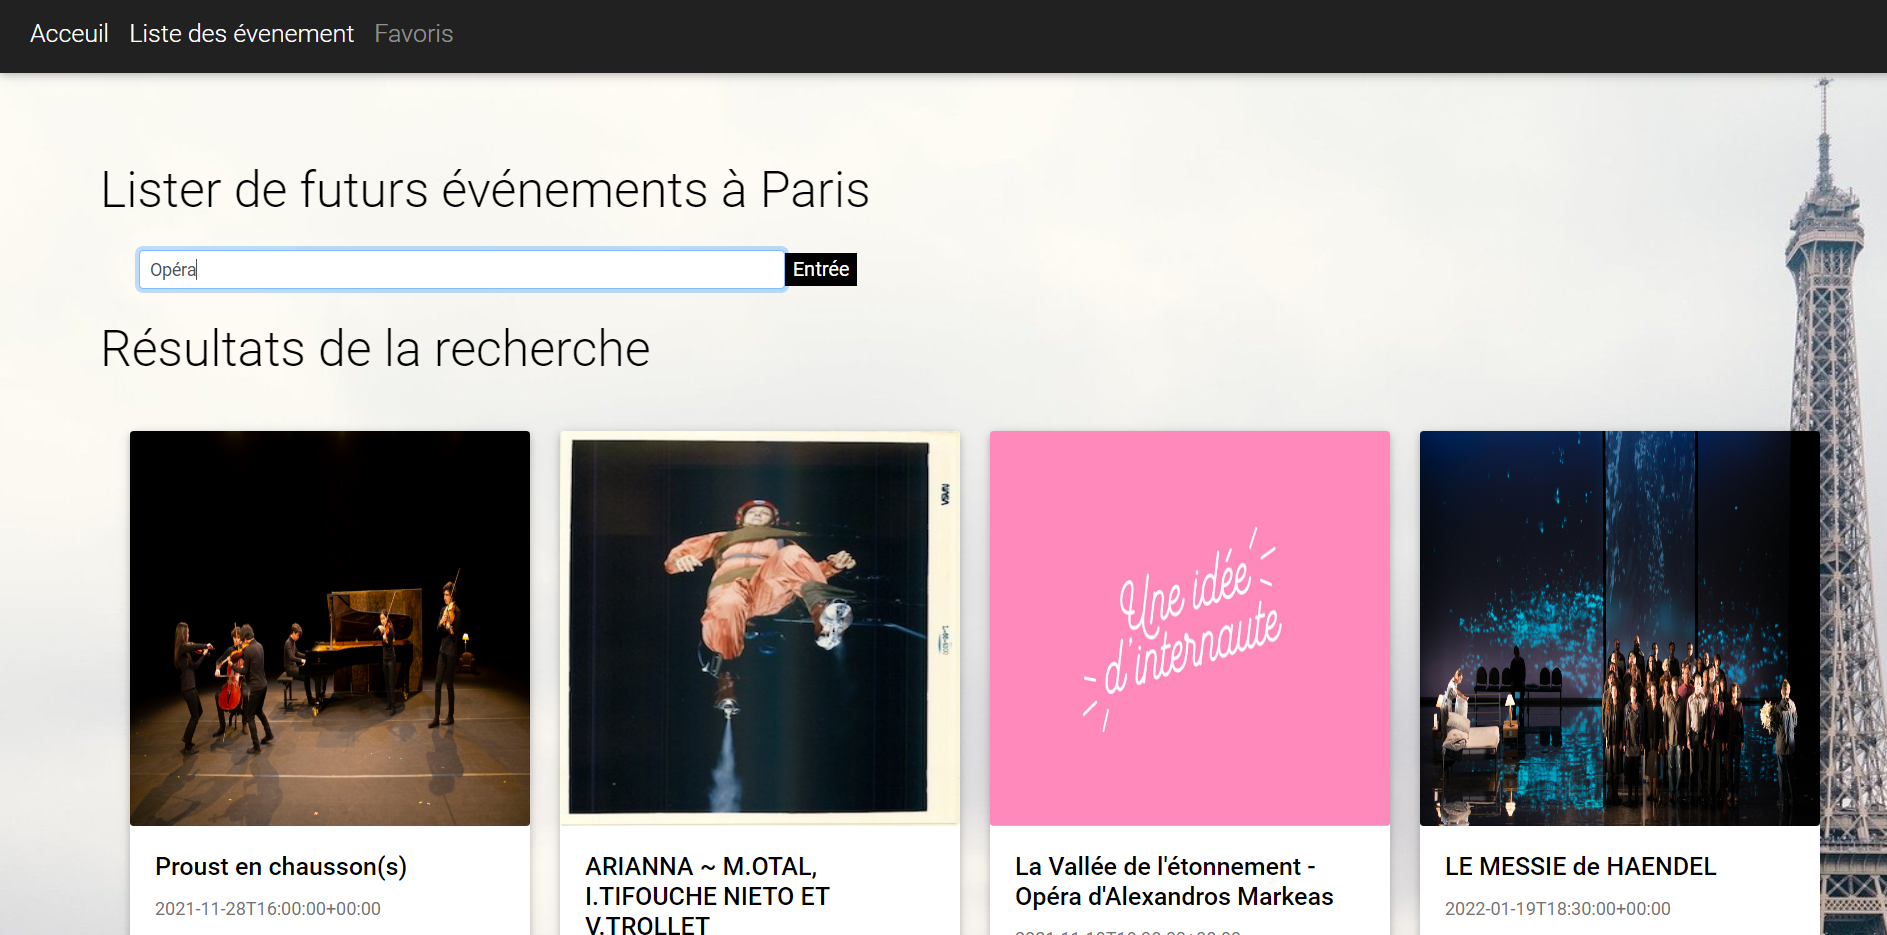 Acceuil Liste des évenement Favoris
Lister de futurs événements à Paris
Opéra Entrée
Résultats de la recherche
NASA
Une idée
d'internaute
Proust en chausson(s)
2021-11-28T16:00:00+00:00
ARIANNA ~ M.OTAL,
I.TIFOUCHE NIETO ET
V.TROLLET
La Vallée de l'étonnement -
Opéra d'Alexandros Markeas
LE MESSIE de HAENDEL
2022-01-19T18:30:00+00:00